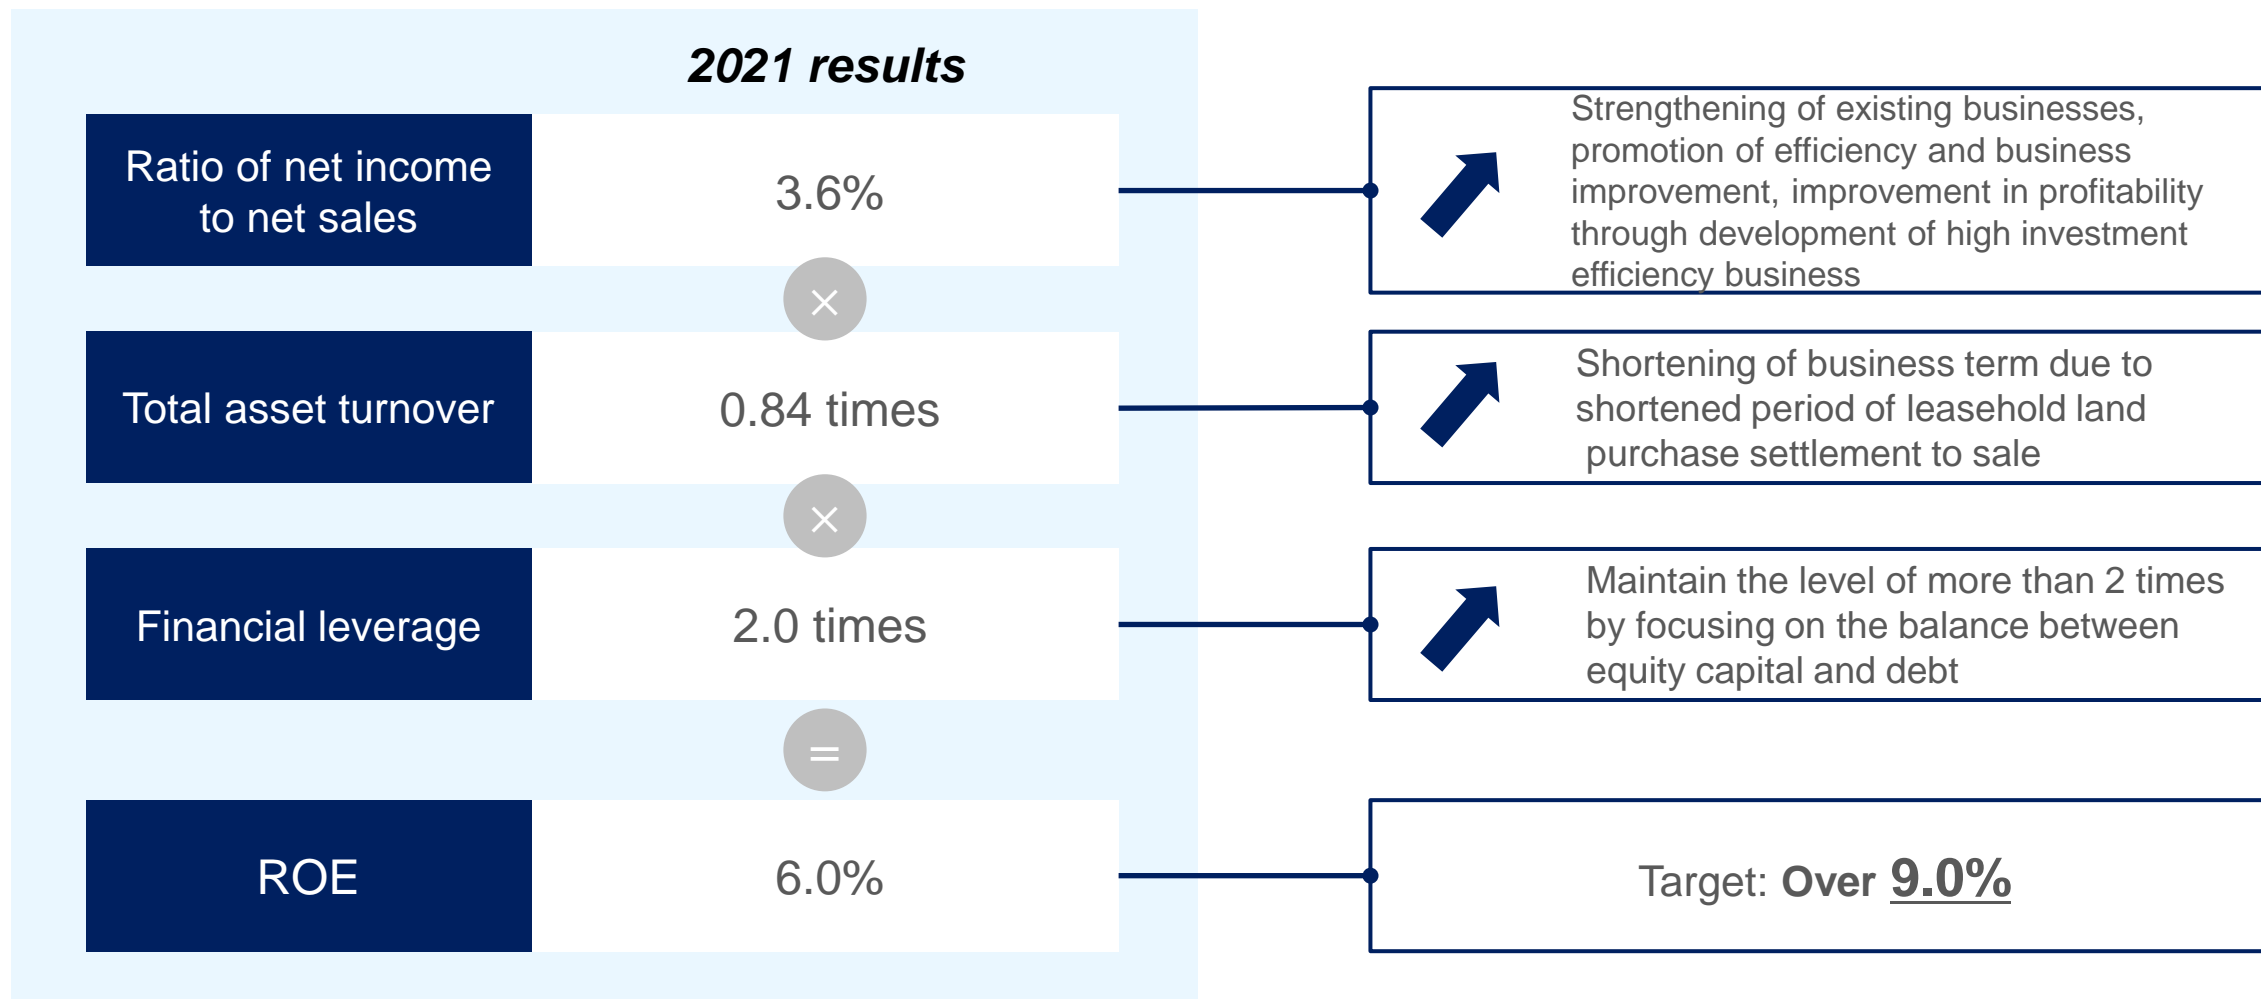 2021 results
Ratio of net income
to net sales
3.6%
Strengthening of existing businesses,
promotion of efficiency and business
improvement, improvement in profitability
through development of high investment
efficiency business
×
Total asset turnover
0.84 times
Shortening of business term due to
shortened period of leasehold land
purchase settlement to sale
×
Financial leverage
2.0 times
Maintain the level of more than 2 times
by focusing on the balance between
equity capital and debt
=
ROE
6.0%
Target: Over 9.0%